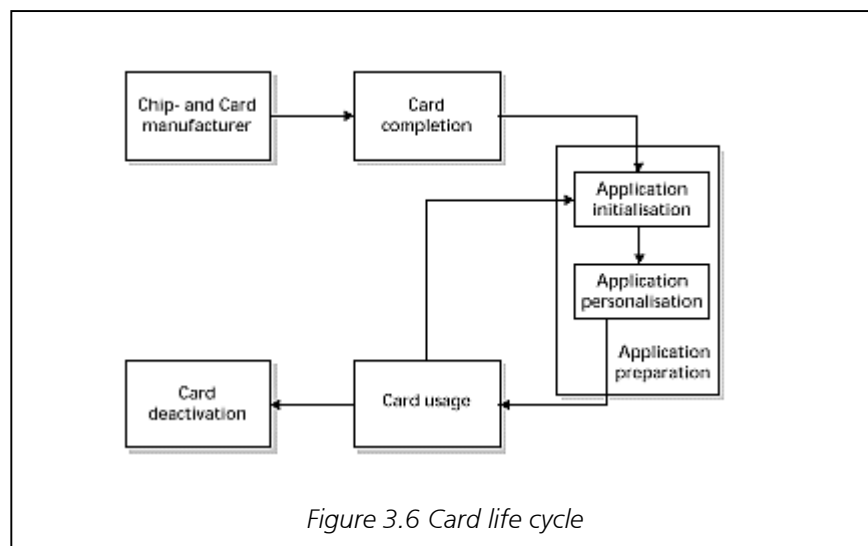 Chip- and Card
manufacturer
Card
completion
Application
initialisation
Application
personalisation
Application
preparation
Card usage
Card
deactivation
Figure 3.6 Card life cycle